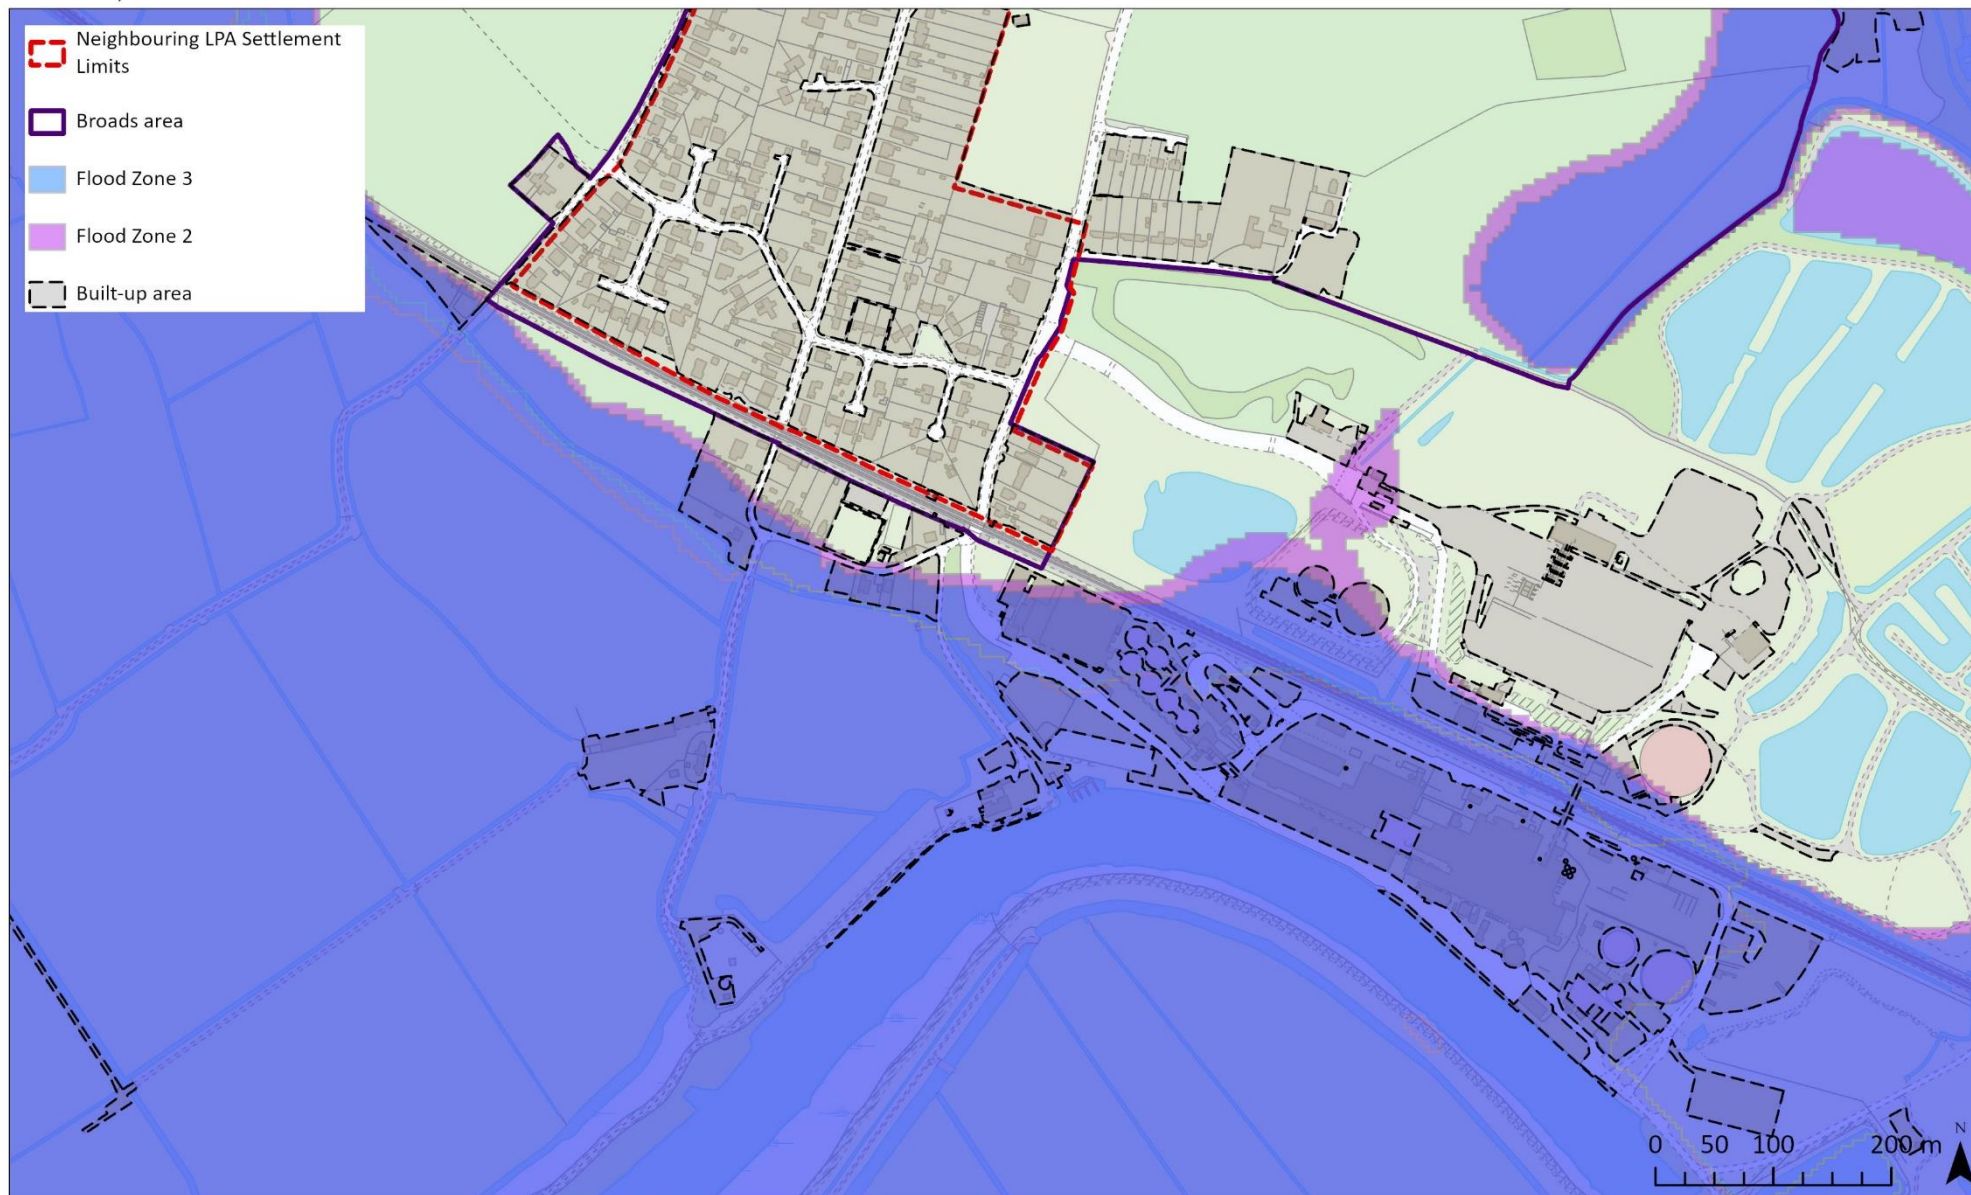 Neighbouring LPA Settlement
Limits
Broads area
Flood Zone 3
Flood Zone 2
Built-up area
0 50 100 200 m
N